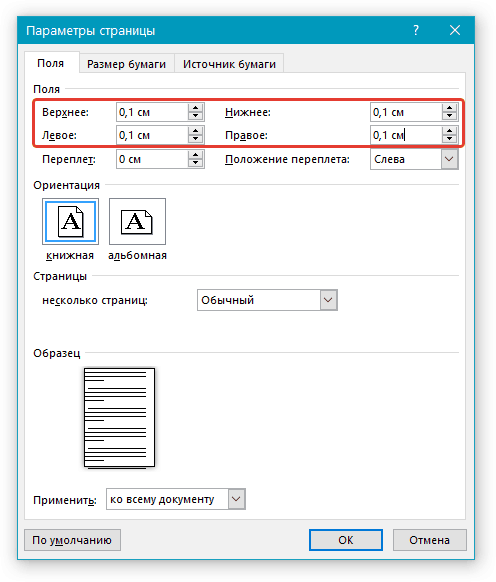 Параметры страницы ?
Поля Размер бумаги Источник бумаги
Поля
Верхнее: 0,1 см Нижнее: 0,1 см
Левое: 0,1 см Правое: 0,1 см
Переплет: 0 см Положение переплета: Слева
Ориентация
A A
книжная альбомная
Страницы
несколько страниц: Обычный
Образец
Применить: ко всему документу
По умолчанию ОК Отмена